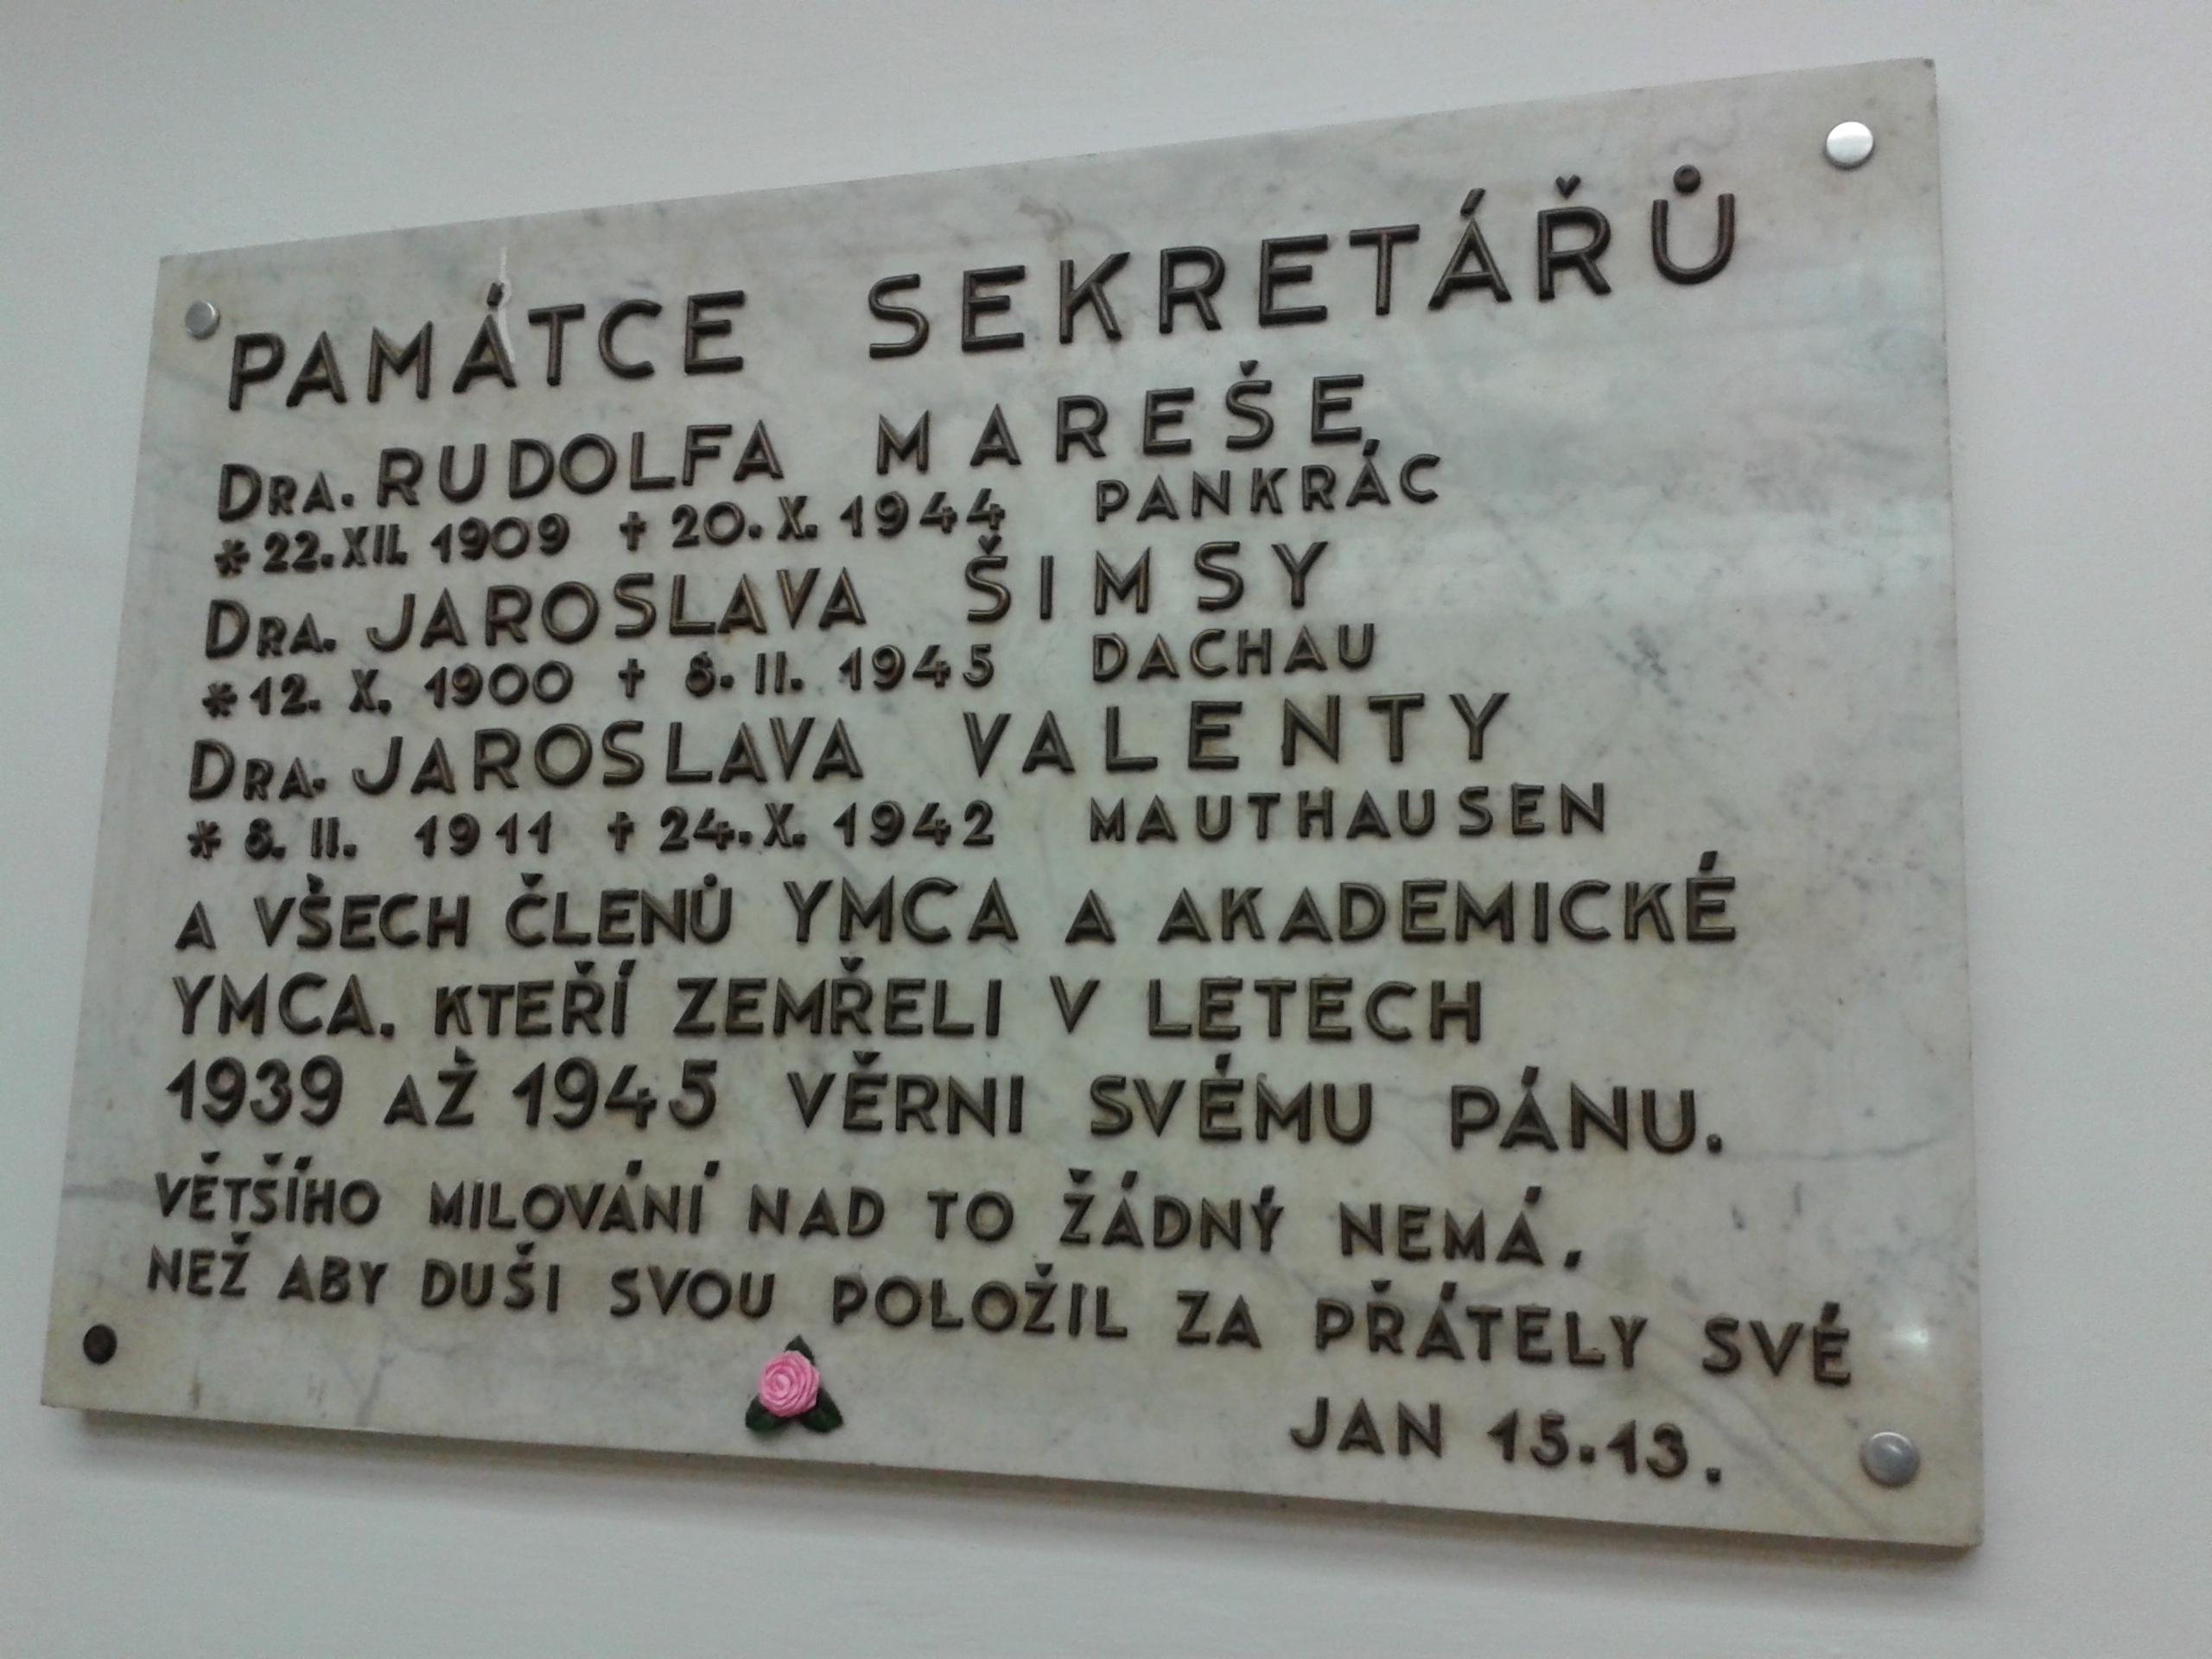 PAMÁTCE SEKRETÁŘŮ
DRA. RUDOLFA MAREŠE
* 22. XII. 1909 † 20. X. 1944 PANKRÁC
DRA. JAROSLAVA ŠIMSY
* 12. X. 1900 † 8. II. 1945 DACHAU
DRA. JAROSLAVA VALENTY
* 8. II. 1911 † 24. X. 1942 MAUTHAUSEN
A VŠECH ČLENŮ YMCA A AKADEMICKÉ
YMCA, KTEŘÍ ZEMŘELI V LETECH
1939 AŽ 1945 VĚRNI SVÉMU PÁNU.
VĚTŠÍHO MILOVÁNÍ NAD TO ŽÁDNÝ NEMÁ,
NEŽ ABY DUŠI SVOU POLOŽIL ZA PŘÁTELY SVÉ
JAN 15.13.